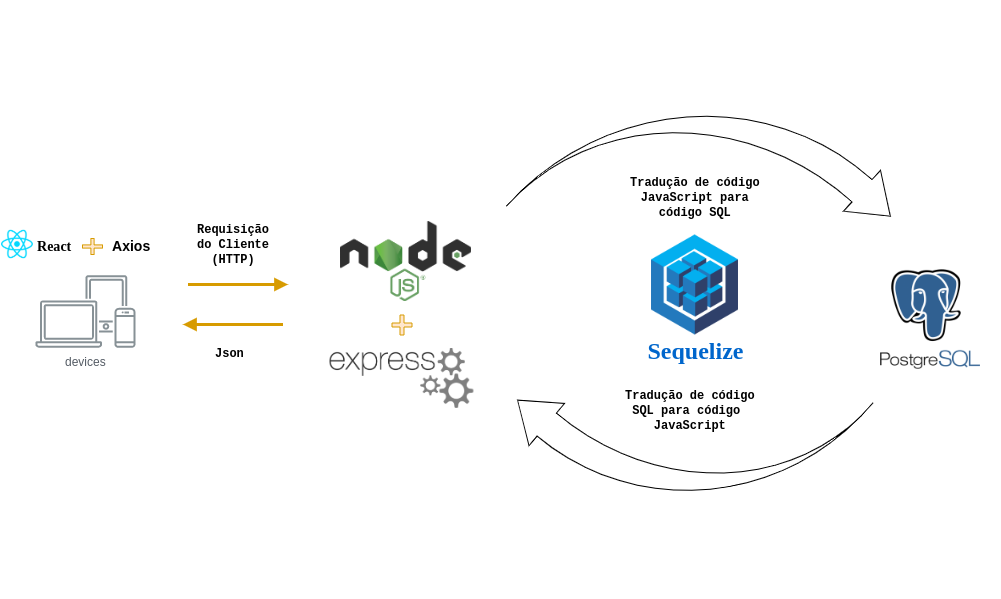 React
Axios
devices
Requisição
do Cliente
(HTTP)
Json
node
JS
express
Tradução de código
JavaScript para
código SQL
Sequelize
Tradução de código
SQL para código
JavaScript
PostgreSQL